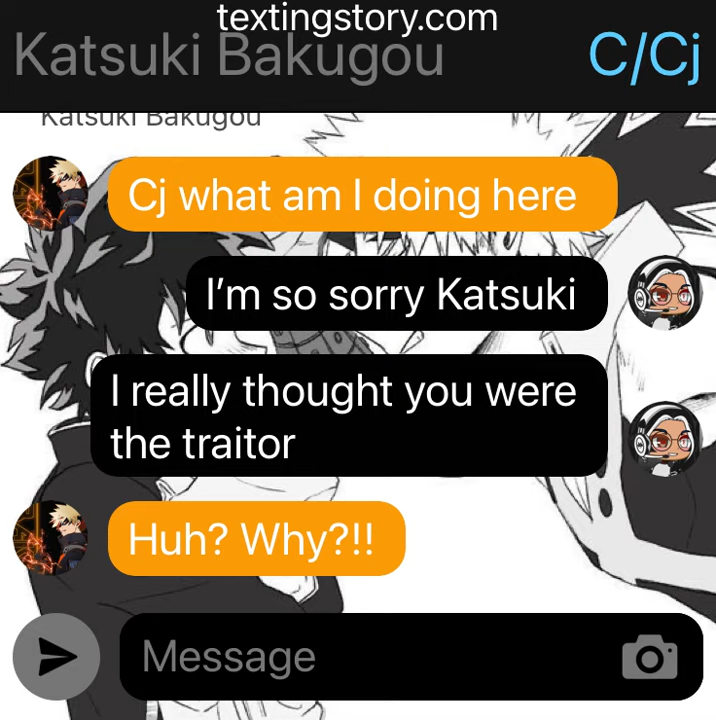 textingstory.com
Katsuki Bakugou
C/Cj
Katsuki Bakugou
Cj what am I doing here
I’m so sorry Katsuki
I really thought you were
the traitor
Huh? Why?!!
Message